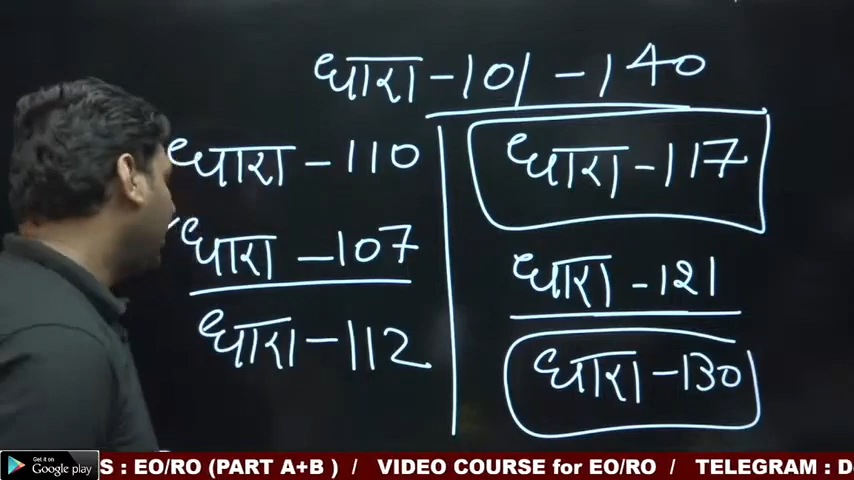 धारा-101-140
धारा-110
धारा-107
धारा-112
धारा-117
धारा-121
धारा-130
GET IT ON
Google play
S : EO/RO (PART A+B ) / VIDEO COURSE for EO/RO / TELEGRAM : D